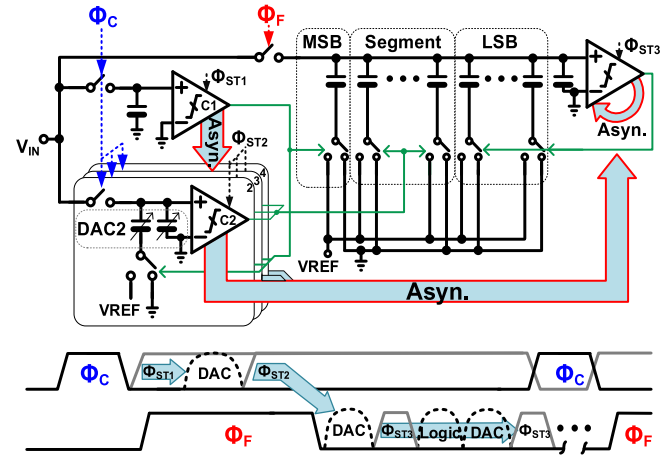 ΦC
ΦF
MSB
Segment
LSB
ΦST3
ΦST1
C1
Asyn.
VIN
Asyn.
ΦST2
2
3
4
C2
DAC2
VREF
VREF
Asyn.
ΦC
ΦST1
DAC
ΦST2
ΦC
ΦF
DAC
ΦST3
Logic
DAC
ΦST3
ΦF